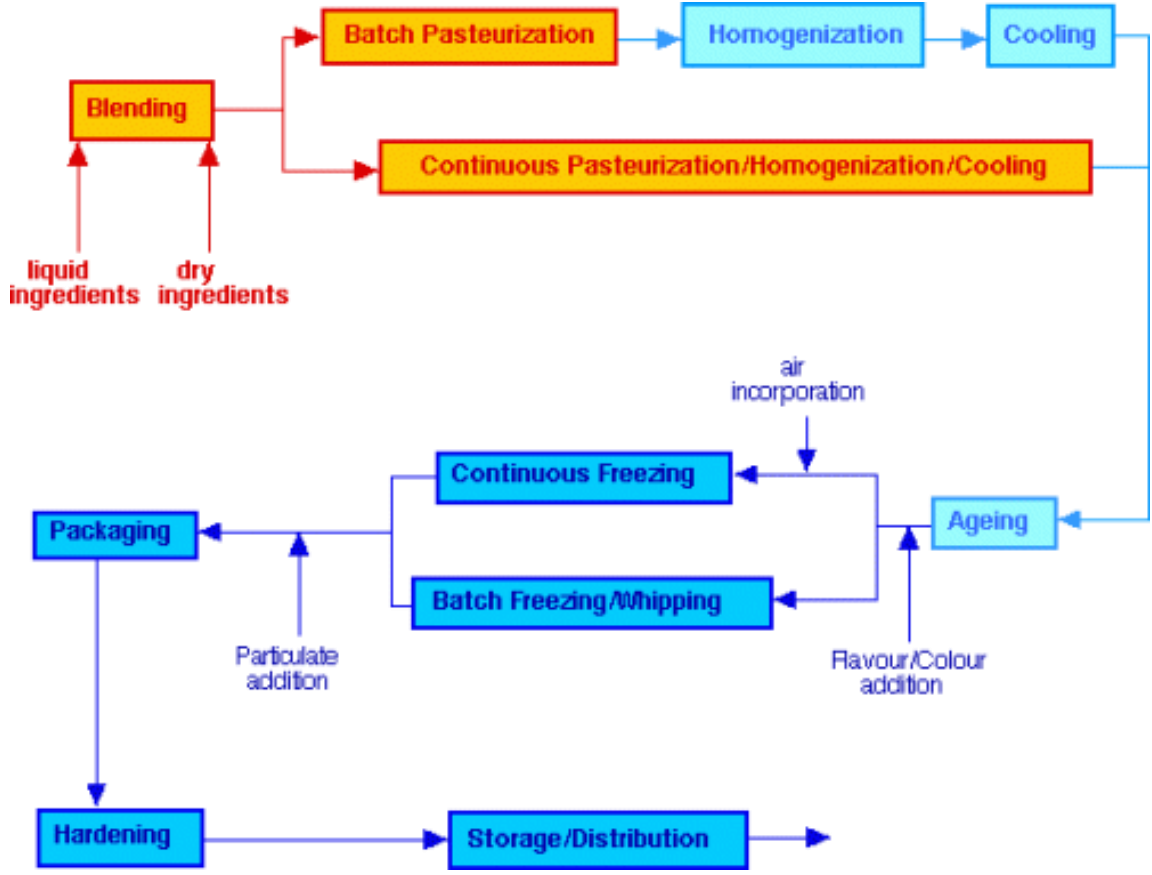 Batch Pasteurization
Homogenization
Cooling
Blending
Continuous Pasteurization/Homogenization/Cooling
liquid
ingredients
dry
ingredients
air
incorporation
Continuous Freezing
Packaging
Ageing
Batch Freezing/Whipping
Particulate
addition
Flavour/Colour
addition
Hardening
Storage/Distribution